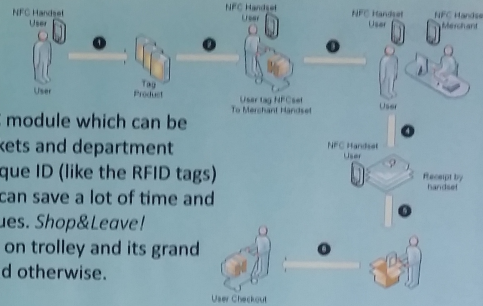 NFC Handset
User
NFC Handset
User
NFC Handset
User
NFC Handse
Merchant
1
2
3
User
Tag
Product
User tag NFCset
To Merchant Handset
User
4
module which can be
kets and department
que ID (like the RFID tags)
can save a lot of time and
ues. Shop&Leave!
on trolley and its grand
d otherwise.
NFC Handset
User
Receipt by
handset
5
6
User Checkout